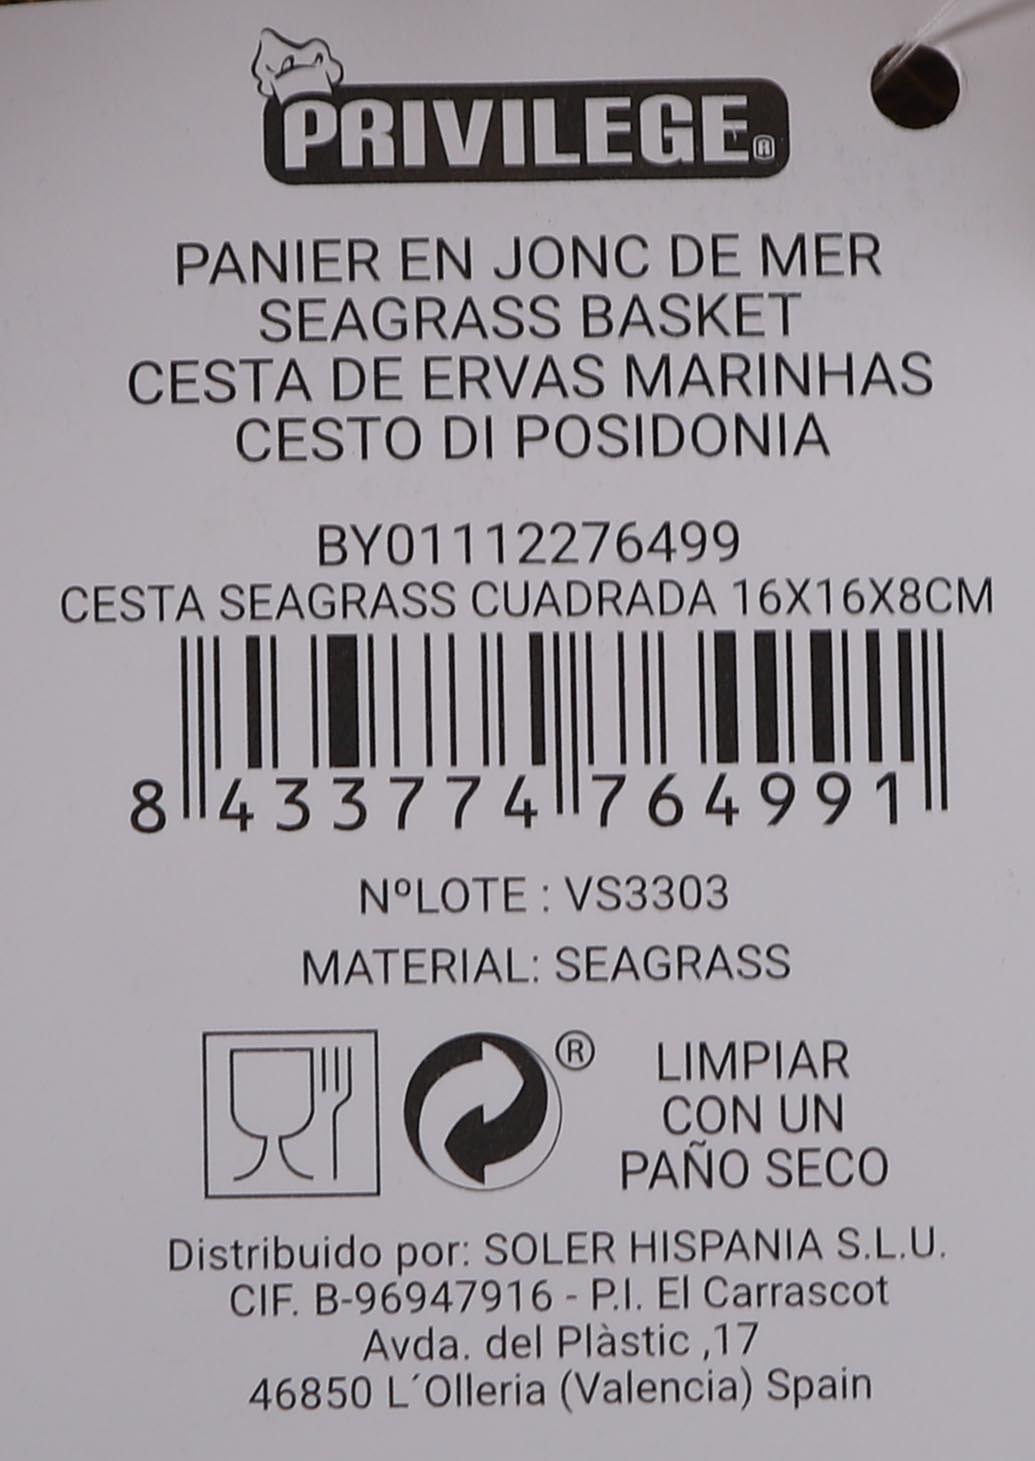 PRIVILEGE®
PANIER EN JONC DE MER
SEAGRASS BASKET
CESTA DE ERVAS MARINHAS
CESTO DI POSIDONIA
BY01112276499
CESTA SEAGRASS CUADRADA 16X16X8CM
8 433774 764991
NºLOTE : VS3303
MATERIAL: SEAGRASS
®
LIMPIAR
CON UN
PAÑO SECO
Distribuido por: SOLER HISPANIA S.L.U.
CIF. B-96947916 - P.I. El Carrascot
Avda. del Plàstic ,17
46850 L´Olleria (Valencia) Spain